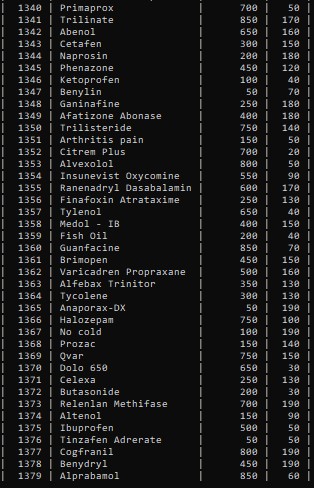 | 1340 | Primaprox | 700 | 50 |
| 1341 | Trilinate | 850 | 170 |
| 1342 | Abenol | 650 | 160 |
| 1343 | Cetafen | 300 | 150 |
| 1344 | Naprosin | 200 | 180 |
| 1345 | Phenazone | 450 | 120 |
| 1346 | Ketoprofen | 100 | 40 |
| 1347 | Benylin | 50 | 70 |
| 1348 | Ganinafine | 250 | 180 |
| 1349 | Afatizone Abonase | 400 | 180 |
| 1350 | Trilisteride | 750 | 140 |
| 1351 | Arthritis pain | 150 | 50 |
| 1352 | Citrem Plus | 700 | 20 |
| 1353 | Alvexolol | 800 | 50 |
| 1354 | Insunevist Oxycomine | 550 | 90 |
| 1355 | Ranenadryl Dasabalamin | 600 | 170 |
| 1356 | Finafoxin Atrataxime | 250 | 130 |
| 1357 | Tylenol | 650 | 40 |
| 1358 | Medol - IB | 400 | 150 |
| 1359 | Fish Oil | 200 | 40 |
| 1360 | Guanfacine | 850 | 70 |
| 1361 | Brimopen | 450 | 150 |
| 1362 | Varicadren Propraxane | 500 | 160 |
| 1363 | Alfebax Trinitor | 350 | 130 |
| 1364 | Tycolene | 300 | 130 |
| 1365 | Anaporax-DX | 50 | 190 |
| 1366 | Halozepam | 750 | 100 |
| 1367 | No cold | 100 | 190 |
| 1368 | Prozac | 150 | 140 |
| 1369 | Qvar | 750 | 150 |
| 1370 | Dolo 650 | 650 | 30 |
| 1371 | Celexa | 250 | 130 |
| 1372 | Butasonide | 200 | 30 |
| 1373 | Relenlan Methifase | 700 | 190 |
| 1374 | Altenol | 150 | 90 |
| 1375 | Ibuprofen | 500 | 50 |
| 1376 | Tinzafen Adrerate | 50 | 50 |
| 1377 | Cogfranil | 800 | 190 |
| 1378 | Benydryl | 450 | 190 |
| 1379 | Alprabamol | 850 | 60 |